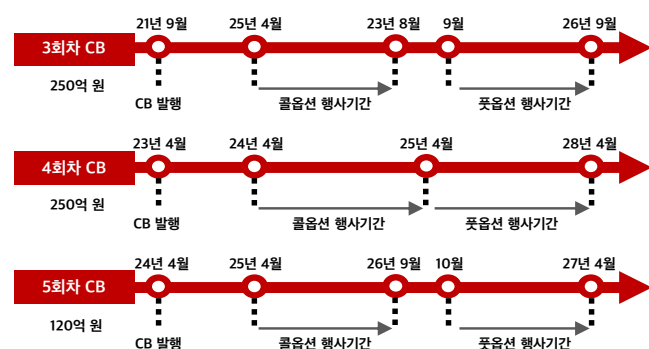 21년 9월 25년 4월 23년 8월 9월 26년 9월
3회차 CB
250억 원
CB 발행 콜옵션 행사기간 풋옵션 행사기간
23년 4월 24년 4월 25년 4월 28년 4월
4회차 CB
250억 원
CB 발행 콜옵션 행사기간 풋옵션 행사기간
24년 4월 25년 4월 26년 9월 10월 27년 4월
5회차 CB
120억 원
CB 발행 콜옵션 행사기간 풋옵션 행사기간